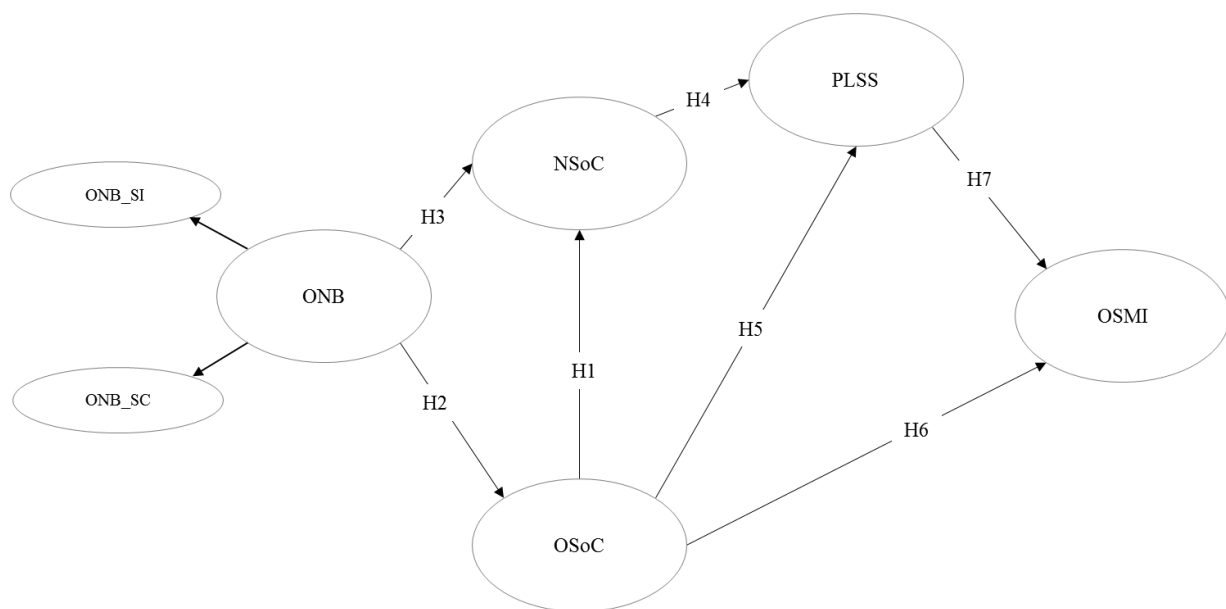 PLSS
H4
NSoC
H7
ONB_SI
H3
ONB
OSMI
H5
H1
ONB_SC
H2
H6
OSoC